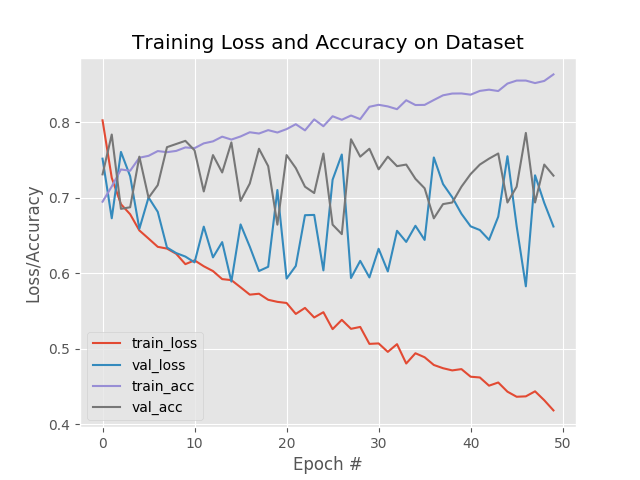 Training Loss and Accuracy on Dataset
Loss/Accuracy
0.8
0.7
0.6
0.5
0.4
train_loss
val_loss
train_acc
val_acc
0 10 20 30 40 50
Epoch #